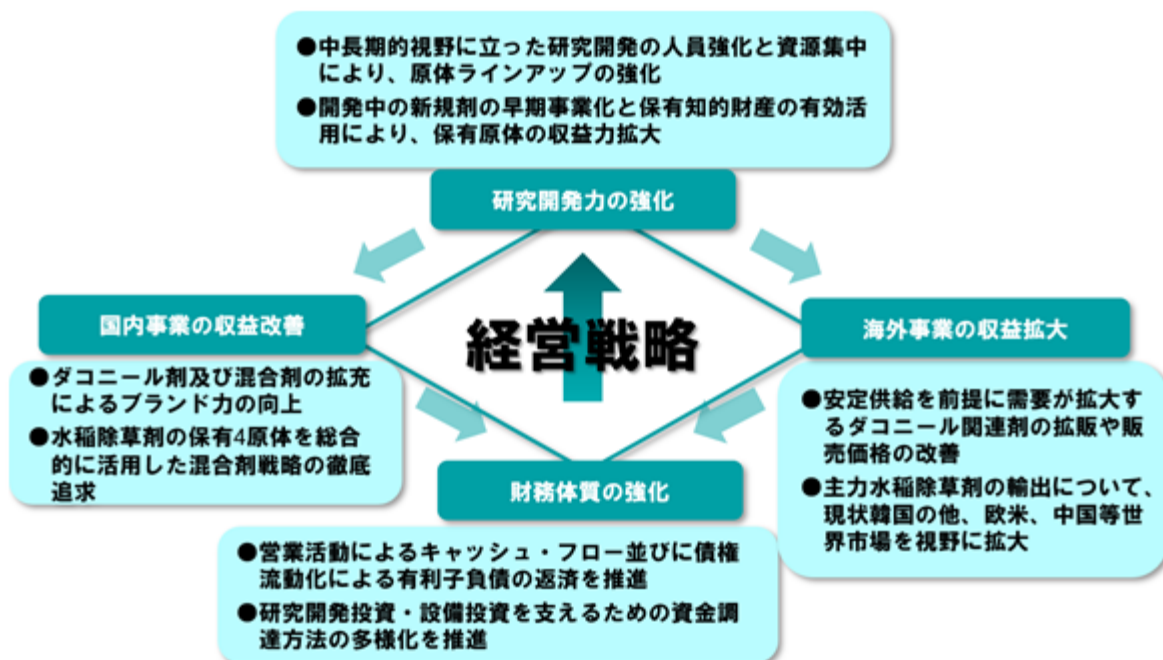 ●中長期的視野に立った研究開発の人員強化と資源集中
により、原体ラインアップの強化
●開発中の新規剤の早期事業化と保有知的財産の有効活
用により、保有原体の収益力拡大
研究開発力の強化
国内事業の収益改善
●ダコニール剤及び混合剤の拡充
によるブランド力の向上
●水稲除草剤の保有4原体を総合
的に活用した混合剤戦略の徹底
追求
経営戦略
海外事業の収益拡大
●安定供給を前提に需要が拡大す
るダコニール関連剤の拡販や販
売価格の改善
●主力水稲除草剤の輸出について、
現状韓国の他、欧米、中国等世
界市場を視野に拡大
財務体質の強化
●営業活動によるキャッシュ・フロー並びに債権
流動化による有利子負債の返済を推進
●研究開発投資・設備投資を支えるための資金調
達方法の多様化を推進